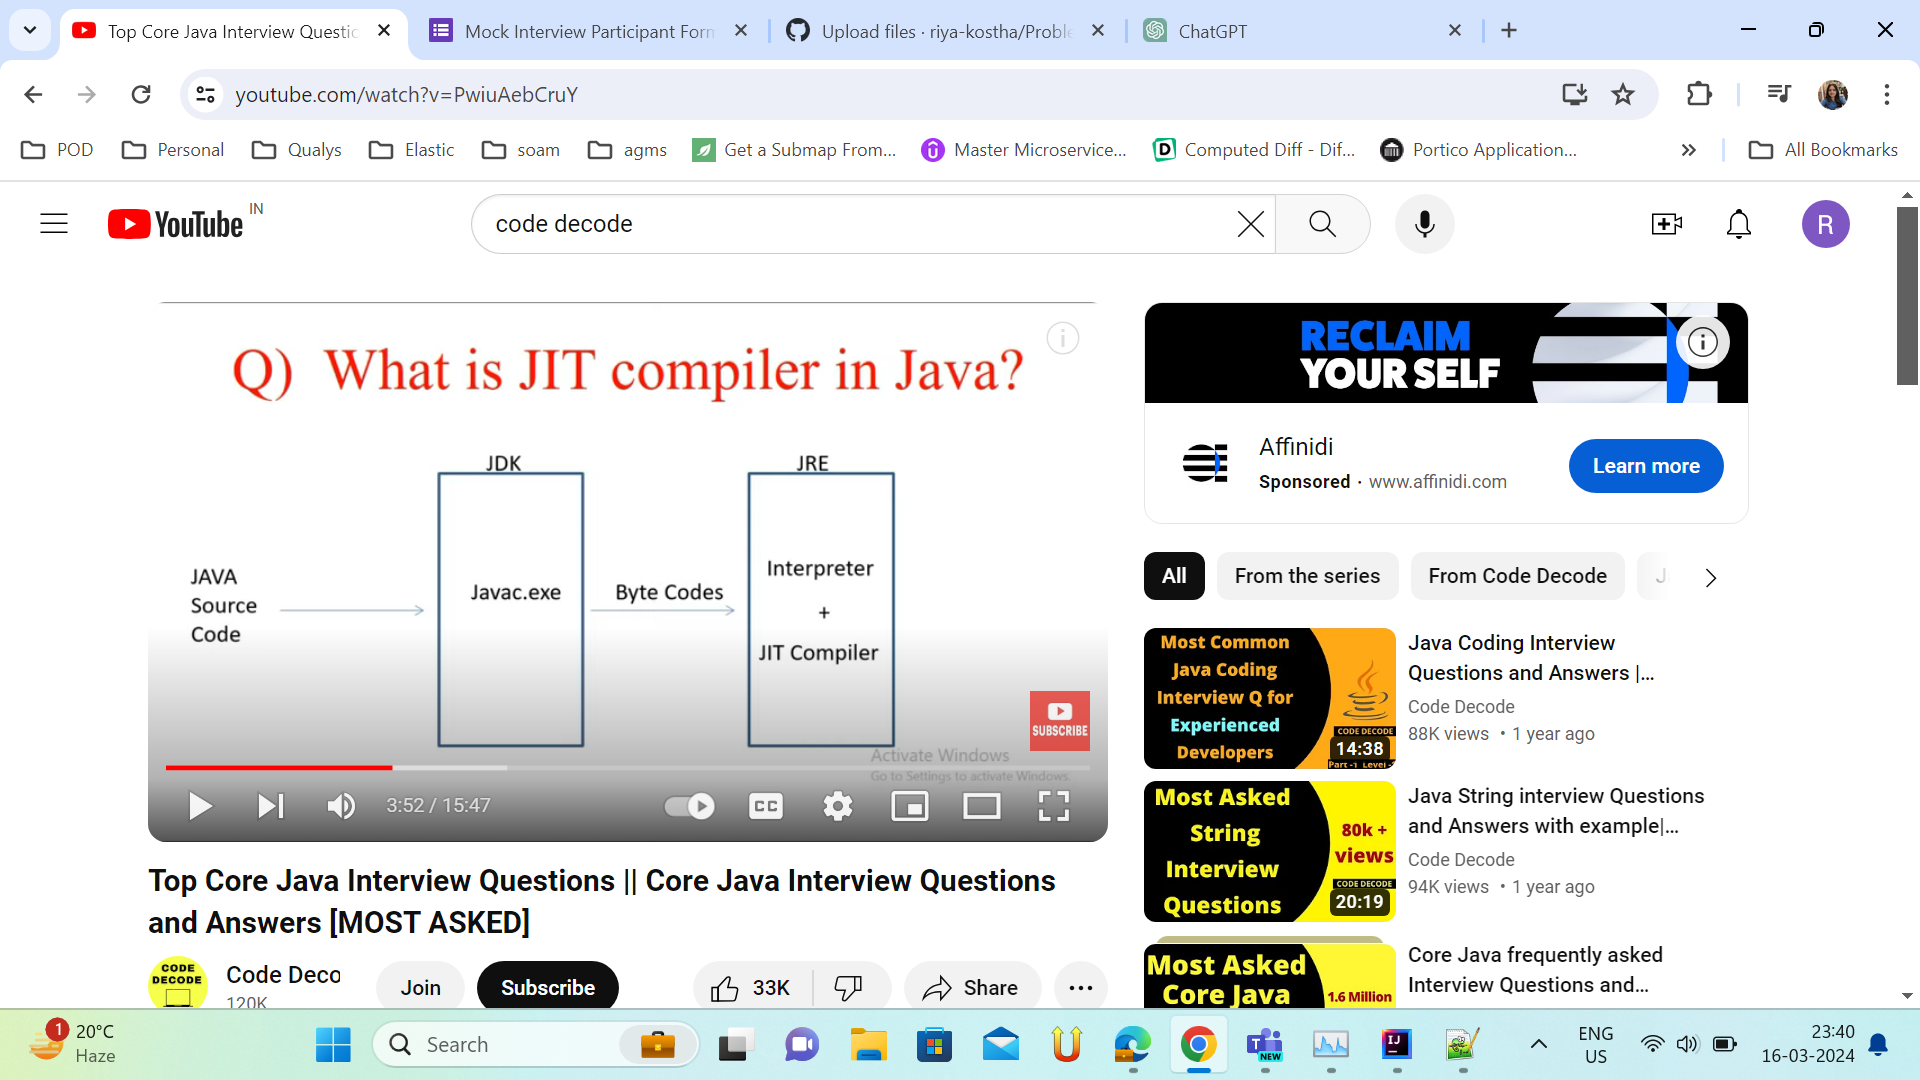 Top Core Java Interview Questic
Mock Interview Participant Form
Upload files · riya-kostha/Proble
ChatGPT
youtube.com/watch?v=PwiuAebCruY
POD
Personal
Qualys
Elastic
soam
agms
Get a Submap From...
Master Microservice...
Computed Diff - Dif...
Portico Application...
All Bookmarks
YouTube IN
code decode
R
Q) What is JIT compiler in Java?
JDK
JRE
JAVA
Source
Code
Javac.exe
Byte Codes
Interpreter
+
JIT Compiler
SUBSCRIBE
Activate Windows
Go to Settings to activate Windows.
3:52 / 15:47
CC
Top Core Java Interview Questions || Core Java Interview Questions
and Answers [MOST ASKED]
CODE
DECODE
Code Deco
120K
Join
Subscribe
33K
Share
RECLAIM
YOUR SELF
Affinidi
Sponsored · www.affinidi.com
Learn more
All
From the series
From Code Decode
J
Most Common
Java Coding
Interview Q for
Experienced
Developers
CODE DECODE
14:38
Part -1 Level -
Java Coding Interview
Questions and Answers |...
Code Decode
88K views • 1 year ago
Most Asked
String
Interview
Questions
80k +
views
CODE DECODE
20:19
Java String interview Questions
and Answers with example|...
Code Decode
94K views • 1 year ago
Most Asked
Core Java
1.6 Million
Core Java frequently asked
Interview Questions and...
1
20°C
Haze
Search
NEW
IJ
ENG
US
23:40
16-03-2024